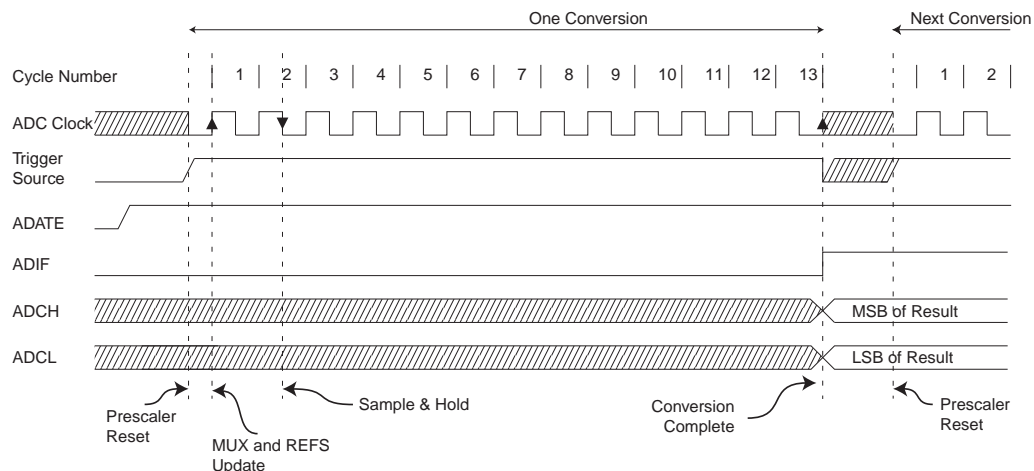 One Conversion
Next Conversion
Cycle Number
1 2 3 4 5 6 7 8 9 10 11 12 13 1 2
ADC Clock
Trigger
Source
ADATE
ADIF
ADCH
MSB of Result
ADCL
LSB of Result
Prescaler
Reset
MUX and REFS
Update
Sample & Hold
Conversion
Complete
Prescaler
Reset